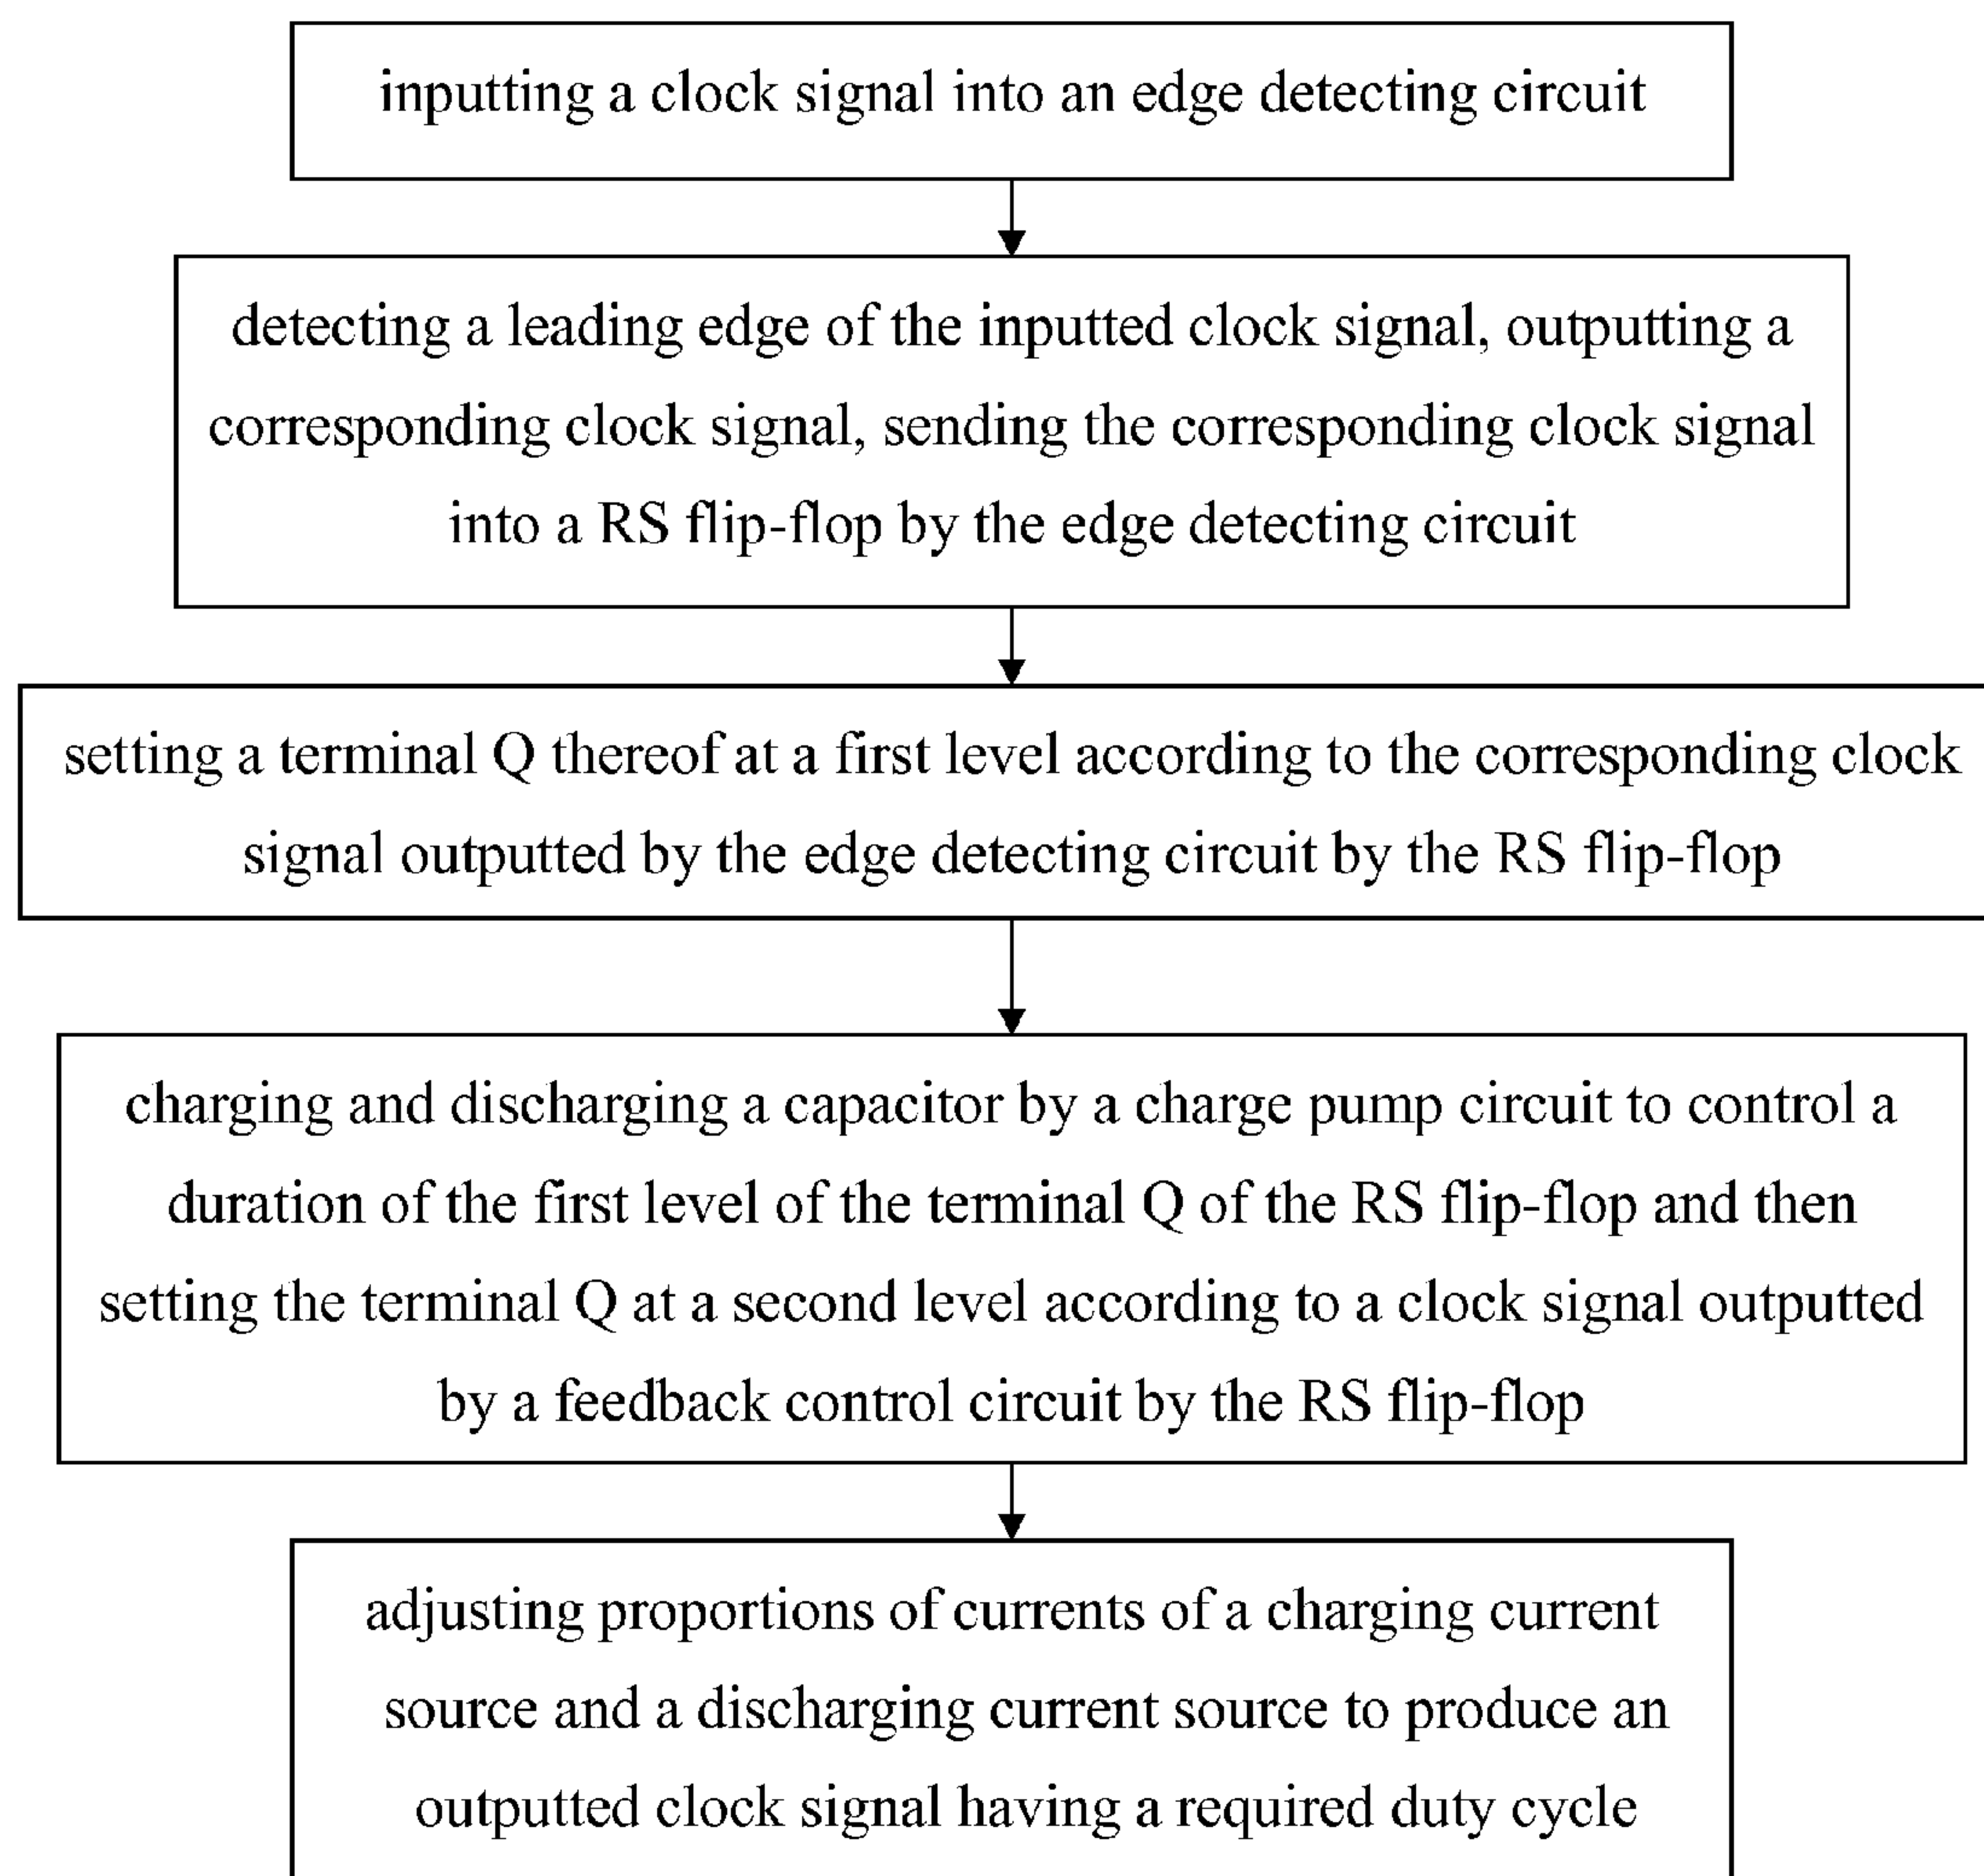 inputting a clock signal into an edge detecting circuit
detecting a leading edge of the inputted clock signal, outputting a
corresponding clock signal, sending the corresponding clock signal
into a RS flip-flop by the edge detecting circuit
setting a terminal Q thereof at a first level according to the corresponding clock
signal outputted by the edge detecting circuit by the RS flip-flop
charging and discharging a capacitor by a charge pump circuit to control a
duration of the first level of the terminal Q of the RS flip-flop and then
setting the terminal Q at a second level according to a clock signal outputted
by a feedback control circuit by the RS flip-flop
adjusting proportions of currents of a charging current
source and a discharging current source to produce an
outputted clock signal having a required duty cycle